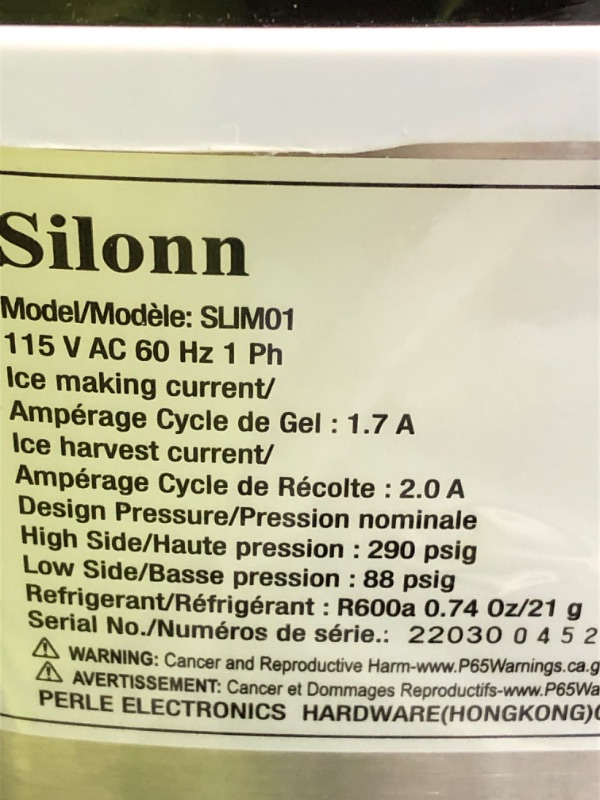 Silonn
Model/Modèle: SLIM01
115 V AC 60 Hz 1 Ph
Ice making current/
Ampérage Cycle de Gel : 1.7 A
Ice harvest current/
Ampérage Cycle de Récolte : 2.0 A
Design Pressure/Pression nominale
High Side/Haute pression : 290 psig
Low Side/Basse pression : 88 psig
Refrigerant/Réfrigérant : R600a 0.74 Oz/21 g
Serial No./Numéros de série.: 22030 0 4 5 2
WARNING: Cancer and Reproductive Harm-www.P65Warnings.ca.g
AVERTISSEMENT: Cancer et Dommages Reproductifs-www.P65Wa
PERLE ELECTRONICS HARDWARE(HONGKONG)